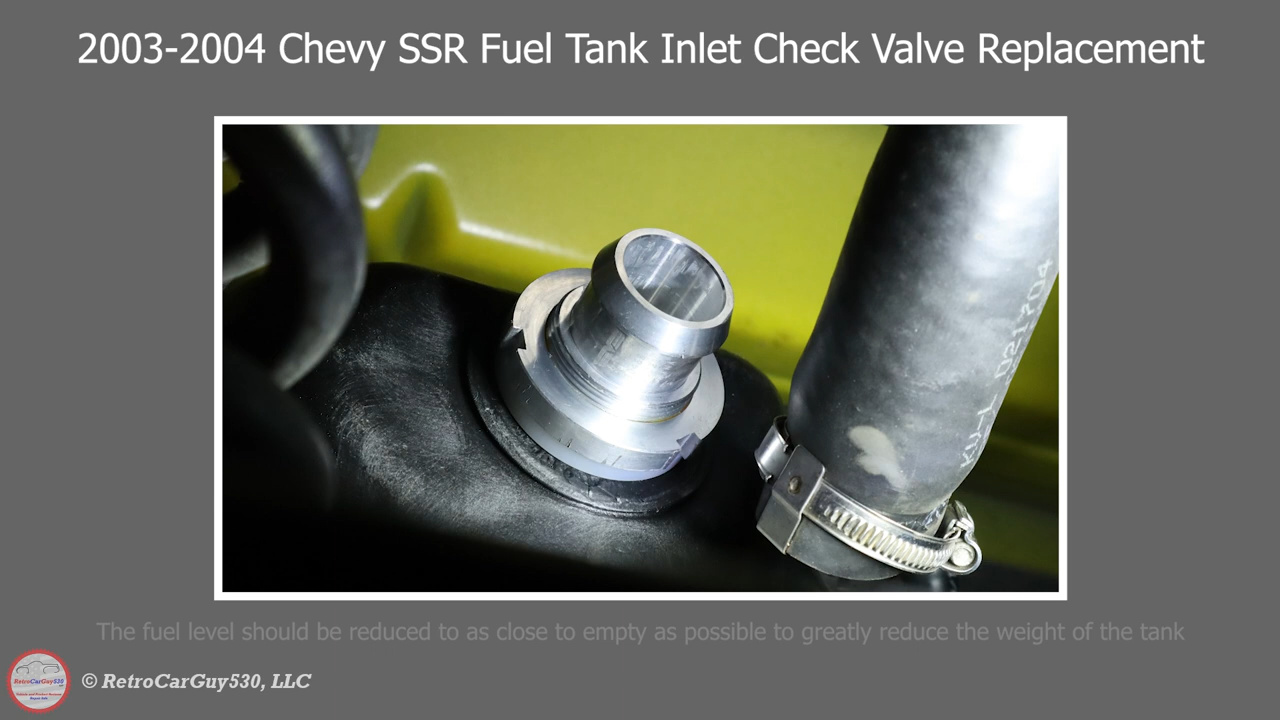 2003-2004 Chevy SSR Fuel Tank Inlet Check Valve Replacement
The fuel level should be reduced to as close to empty as possible to greatly reduce the weight of the tank
RetroCarGuy530
© RetroCarGuy530, LLC